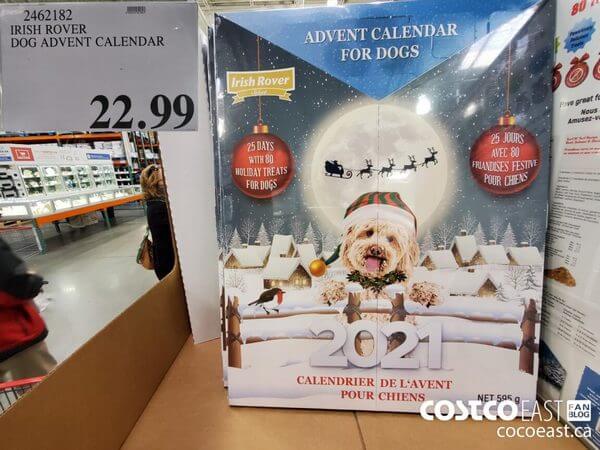 2462182
IRISH ROVER
DOG ADVENT CALENDAR
22.99
ADVENT CALENDAR
FOR DOGS
Irish Rover
25 DAYS
WITH 80
HOLIDAY TREATS
FOR DOGS
25 JOURS
AVEC 80
FRIANDISES FESTIVE
POUR CHIENS
2021
CALENDRIER DE L'AVENT
POUR CHIENS
NET 595 g
COSTCO EAST FAN
BLOG
cocoeast.ca